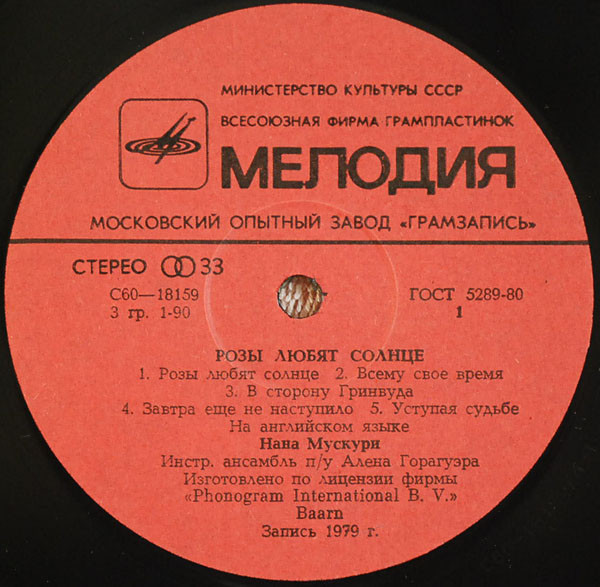 МИНИСТЕРСТВО КУЛЬТУРЫ СССР
ВСЕСОЮЗНАЯ ФИРМА ГРАМПЛАСТИНОК
МЕЛОДИЯ
МОСКОВСКИЙ ОПЫТНЫЙ ЗАВОД «ГРАМЗАПИСЬ»
СТЕРЕО 33
С60—18159 ГОСТ 5289-80
3 гр. 1-90 1
РОЗЫ ЛЮБЯТ СОЛНЦЕ
1. Розы любят солнце 2. Всему свое время
3. В сторону Гринвуда
4. Завтра еще не наступило 5. Уступая судьбе
На английском языке
Нана Мускури
Инстр. ансамбль п/у Алена Горагуэра
Изготовлено по лицензии фирмы
«Phonogram International B. V.»
Baarn
Запись 1979 г.